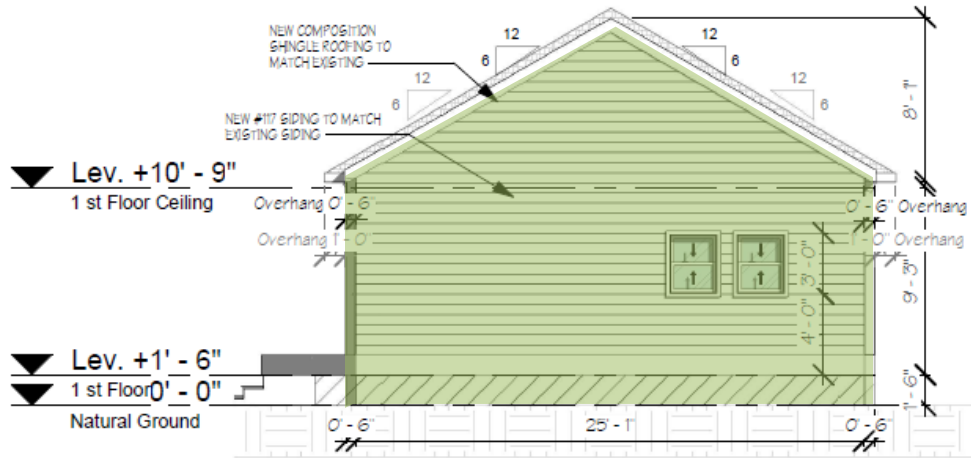 NEW COMPOSITION
SHINGLE ROOFING TO
MATCH EXISTING
12
6
12
6
12
6
12
6
8' - 1"
NEW #117 SIDING TO MATCH
EXISTING SIDING
Lev. +10' - 9"
1 st Floor Ceiling
Overhang 0' - 6"
0' - 6" Overhang
Overhang 1' - 0"
1' - 0" Overhang
3' - 0"
9' - 3"
4' - 0"
Lev. +1' - 6"
1 st Floor
0' - 0"
1' - 6"
Natural Ground
0' - 6"
25' - 1"
0' - 6"